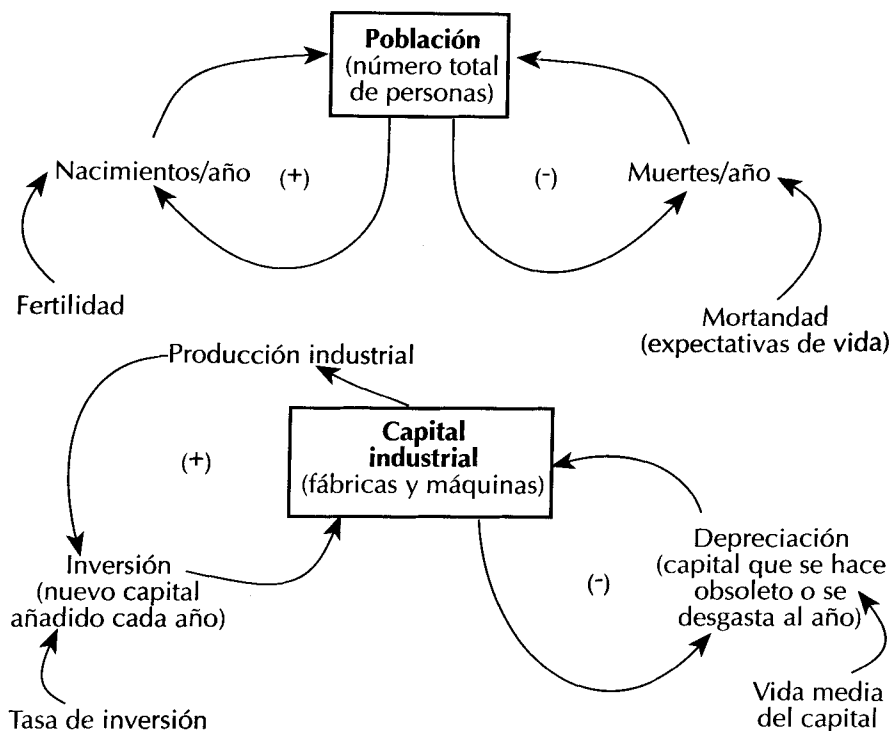 Población
(número total
de personas)
Nacimientos/año
(+)
(-)
Muertes/año
Fertilidad
Mortandad
(expectativas de vida)
Producción industrial
Capital
industrial
(fábricas y máquinas)
(+)
Inversión
(nuevo capital
añadido cada año)
(-)
Depreciación
(capital que se hace
obsoleto o se
desgasta al año)
Tasa de inversión
Vida media
del capital